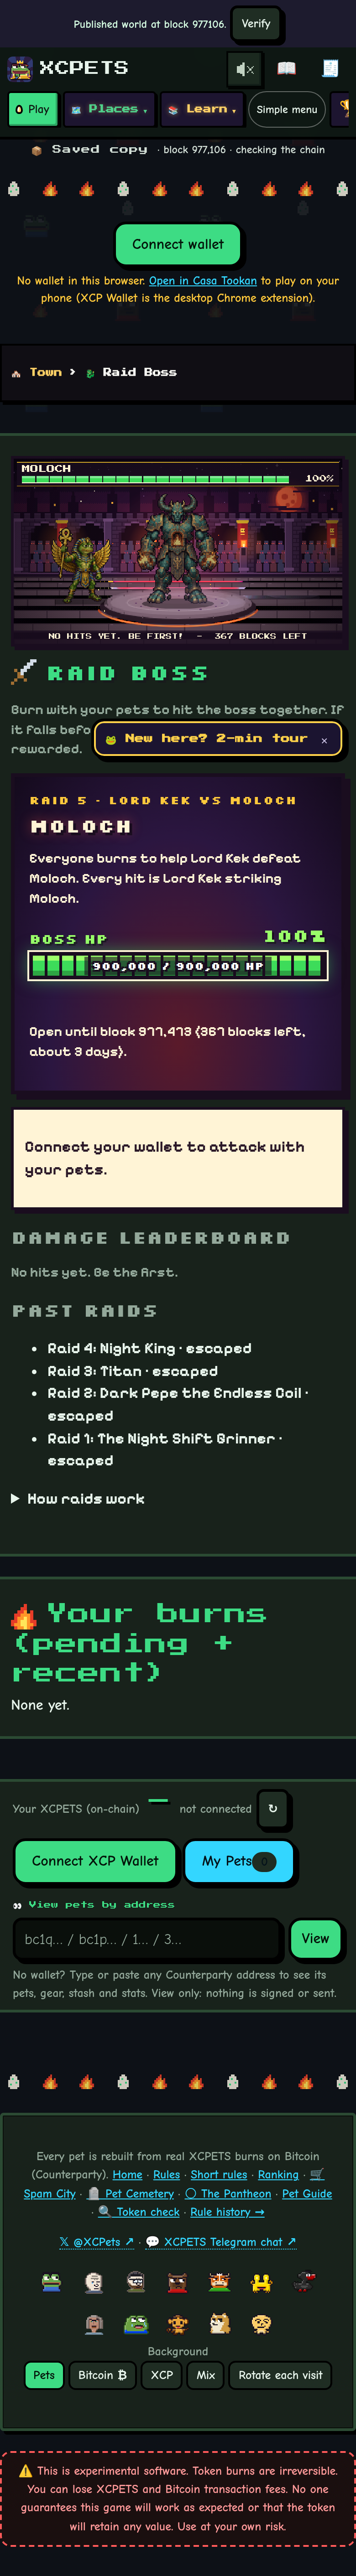 Published world at block 977106. Verify
XCPETS
Play Places ▾ Learn ▾ Simple menu
Saved copy · block 977,106 · checking the chain
Connect wallet
No wallet in this browser. Open in Casa Tookan to play on your
phone (XCP Wallet is the desktop Chrome extension).
Town › Raid Boss
MOLOCH
100%
NO HITS YET. BE FIRST! - 367 BLOCKS LEFT
RAID BOSS
Burn with your pets to hit the boss together. If
it falls befo
New here? 2-min tour ×
rewarded.
RAID 5 · LORD KEK VS MOLOCH
MOLOCH
Everyone burns to help Lord Kek defeat
Moloch. Every hit is Lord Kek striking
Moloch.
BOSS HP 100%
900,000 / 900,000 HP
Open until block 977,473 (367 blocks left,
about 3 days).
Connect your wallet to attack with
your pets.
DAMAGE LEADERBOARD
No hits yet. Be the first.
PAST RAIDS
• Raid 4: Night King · escaped
• Raid 3: Titan · escaped
• Raid 2: Dark Pepe the Endless Coil ·
escaped
• Raid 1: The Night Shift Grinner ·
escaped
▶ How raids work
Your burns
(pending +
recent)
None yet.
Your XCPETS (on-chain) — not connected ↻
Connect XCP Wallet My Pets 0
View pets by address
bc1q... / bc1p... / 1... / 3... View
No wallet? Type or paste any Counterparty address to see its
pets, gear, stash and stats. View only: nothing is signed or sent.
Every pet is rebuilt from real XCPETS burns on Bitcoin
(Counterparty). Home · Rules · Short rules · Ranking · 🛒
Spam City · 🪦 Pet Cemetery · The Pantheon · Pet Guide
· 🔍 Token check · Rule history →
𝕏 @XCPets ↗ · 💬 XCPETS Telegram chat ↗
Background
Pets Bitcoin ₿ XCP Mix Rotate each visit
⚠️ This is experimental software. Token burns are irreversible.
You can lose XCPETS and Bitcoin transaction fees. No one
guarantees this game will work as expected or that the token
will retain any value. Use at your own risk.